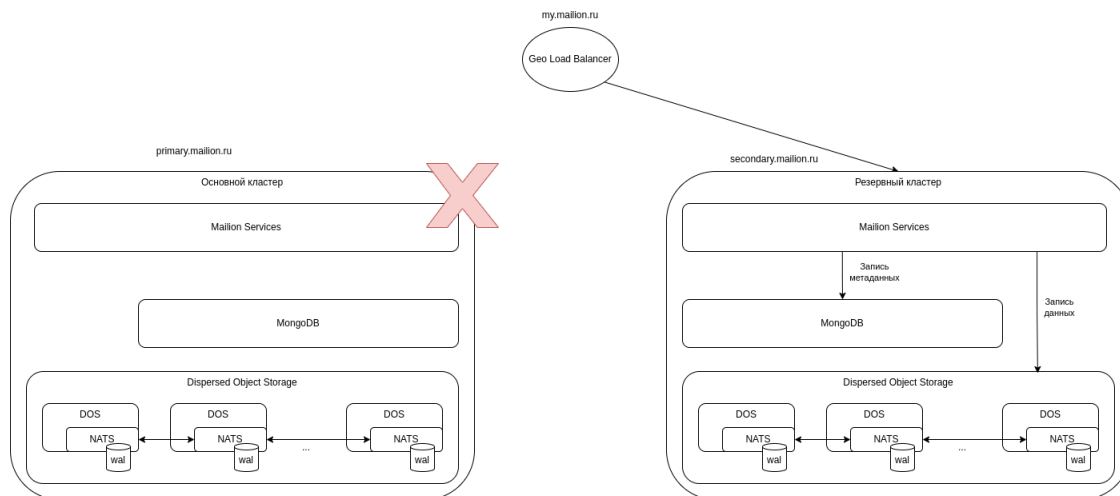 my.mailion.ru
Geo Load Balancer
primary.mailion.ru
secondary.mailion.ru
Основной кластер
Резервный кластер
Mailion Services
Mailion Services
Запись
метаданных
Запись
данных
MongoDB
MongoDB
Dispersed Object Storage
Dispersed Object Storage
DOS
DOS
DOS
DOS
DOS
DOS
NATS
NATS
NATS
NATS
NATS
NATS
...
...
wal
wal
wal
wal
wal
wal